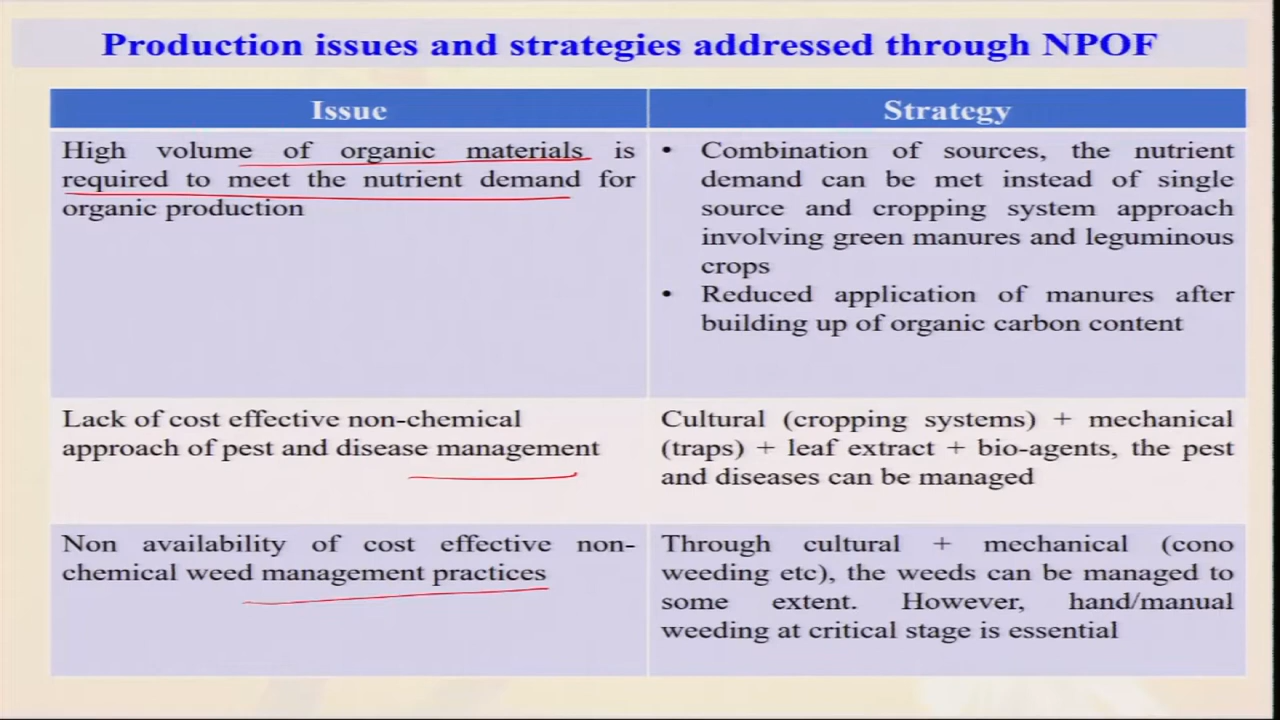 Production issues and strategies addressed through NPOF
Issue
Strategy
High volume of organic materials is
required to meet the nutrient demand for
organic production
• Combination of sources, the nutrient
demand can be met instead of single
source and cropping system approach
involving green manures and leguminous
crops
• Reduced application of manures after
building up of organic carbon content
Lack of cost effective non-chemical
approach of pest and disease management
Cultural (cropping systems) + mechanical
(traps) + leaf extract + bio-agents, the pest
and diseases can be managed
Non availability of cost effective non-
chemical weed management practices
Through cultural + mechanical (cono
weeding etc), the weeds can be managed to
some extent. However, hand/manual
weeding at critical stage is essential